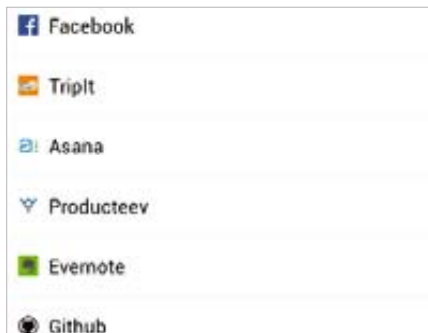 Facebook
TripIt
Asana
Producteev
Evernote
Github